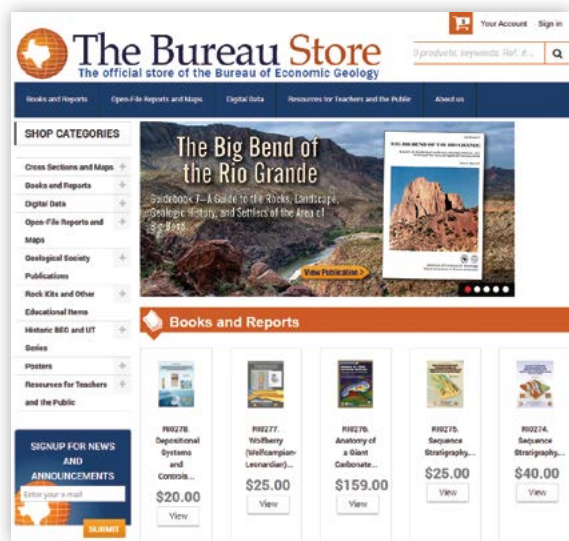 Your Account Sign in
The Bureau Store
The official store of the Bureau of Economic Geology
products, keywords, Ref. #...
Books and Reports Open-File Reports and Maps Digital Data Resources for Teachers and the Public About us
SHOP CATEGORIES
Cross Sections and Maps +
Books and Reports +
Digital Data +
Open-File Reports and +
Maps
Geological Society +
Publications
Rock Kits and Other +
Educational Items
Historic BEG and UT +
Series
Posters +
Resources for Teachers +
and the Public
The Big Bend of
the Rio Grande
Guidebook 7—A Guide to the Rocks, Landscape,
Geologic History, and Settlers of the Area of
Big Bend
View Publication >
BIG BEND OF THE RIO GRANDE
Books and Reports
RI0278.
Depositional
Systems
and
Controls...
$20.00
View
RI0277.
Wolfberry
(Wolfcampian-
Leonardian)...
$25.00
View
RI0276.
Anatomy of
a Giant
Carbonate...
$159.00
View
RI0275.
Sequence
Stratigraphy,...
$25.00
View
RI0274.
Sequence
Stratigraphy,...
$40.00
View
SIGNUP FOR NEWS
AND
ANNOUNCEMENTS
Enter your e-mail
SUBMIT